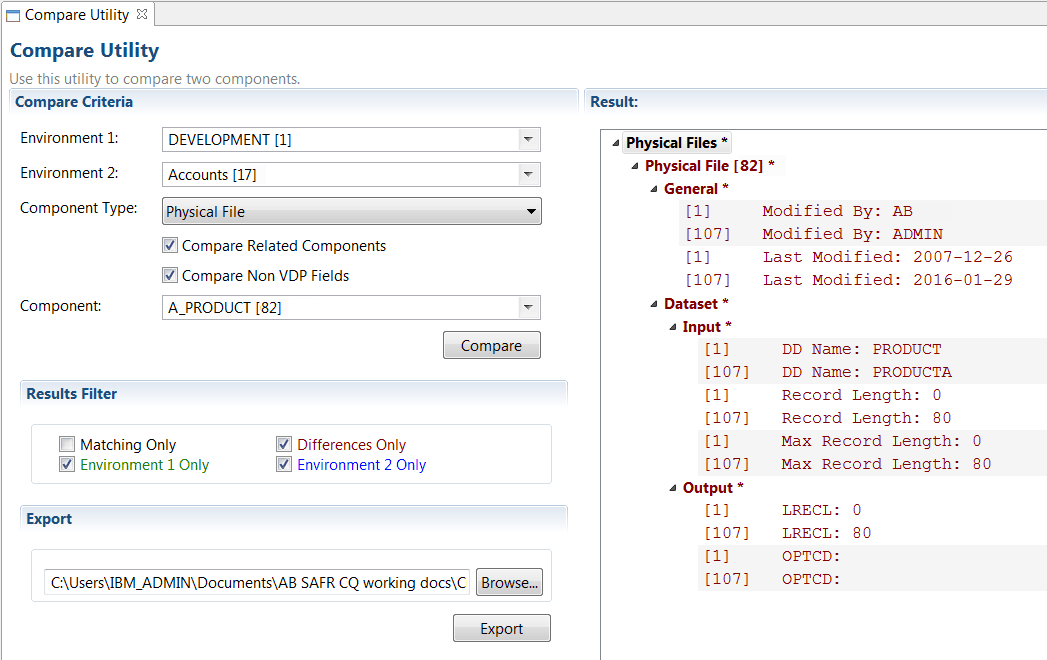 Compare Utility
Compare Utility
Use this utility to compare two components.
Compare Criteria
Environment 1: DEVELOPMENT [1]
Environment 2: Accounts [17]
Component Type: Physical File
Compare Related Components
Compare Non VDP Fields
Component: A_PRODUCT [82]
Compare
Results Filter
Matching Only Differences Only
Environment 1 Only Environment 2 Only
Export
C:\Users\IBM_ADMIN\Documents\AB SAFR CQ working docs\C Browse...
Export
Result:
Physical Files *
Physical File [82] *
General *
[1] Modified By: AB
[107] Modified By: ADMIN
[1] Last Modified: 2007-12-26
[107] Last Modified: 2016-01-29
Dataset *
Input *
[1] DD Name: PRODUCT
[107] DD Name: PRODUCTA
[1] Record Length: 0
[107] Record Length: 80
[1] Max Record Length: 0
[107] Max Record Length: 80
Output *
[1] LRECL: 0
[107] LRECL: 80
[1] OPTCD:
[107] OPTCD: